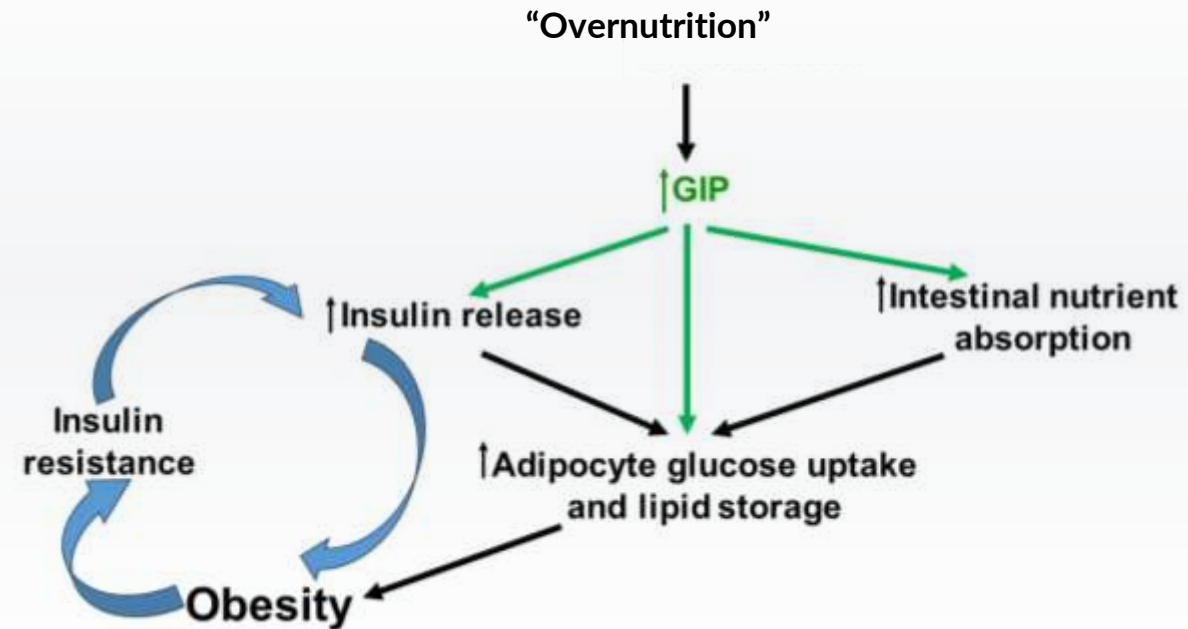 “Overnutrition”
↑GIP
↑Insulin release
↑Intestinal nutrient
absorption
Insulin
resistance
↑Adipocyte glucose uptake
and lipid storage
Obesity